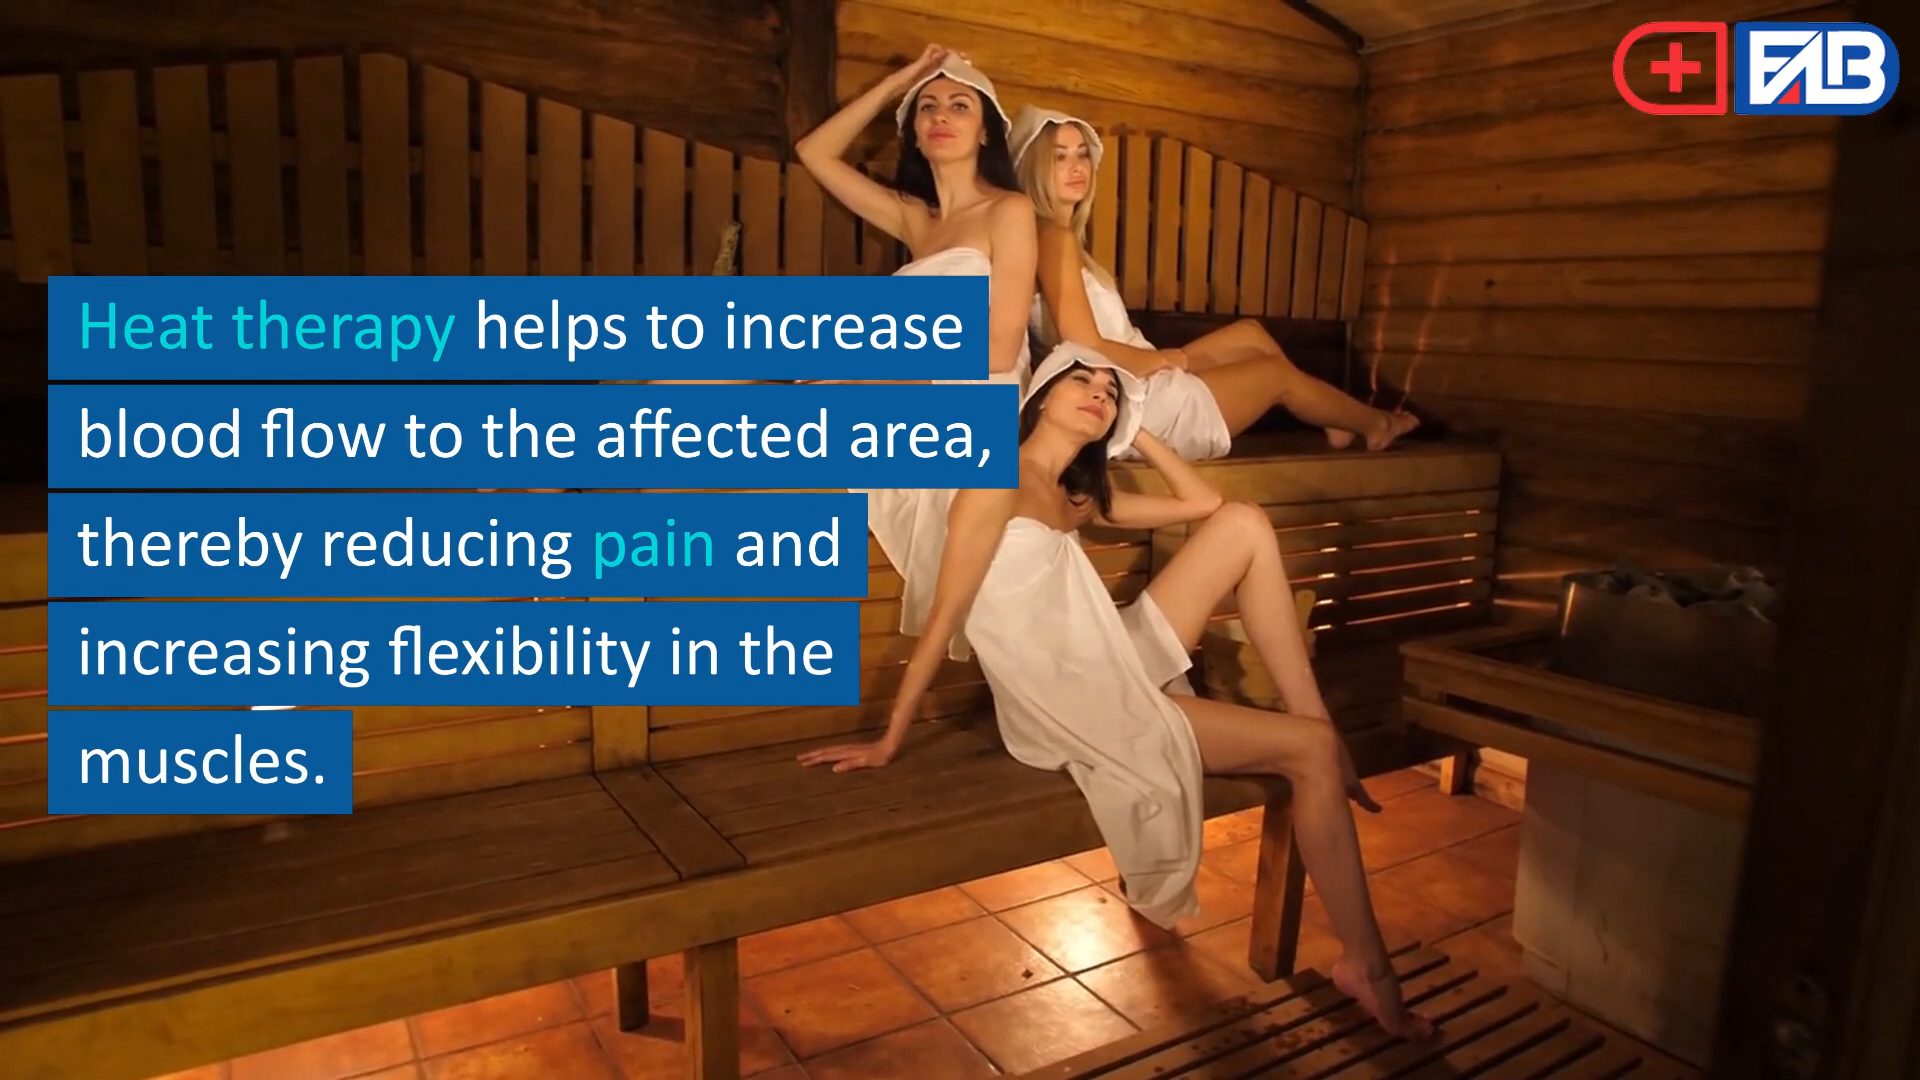 FAB
Heat therapy helps to increase
blood flow to the affected area,
thereby reducing pain and
increasing flexibility in the
muscles.